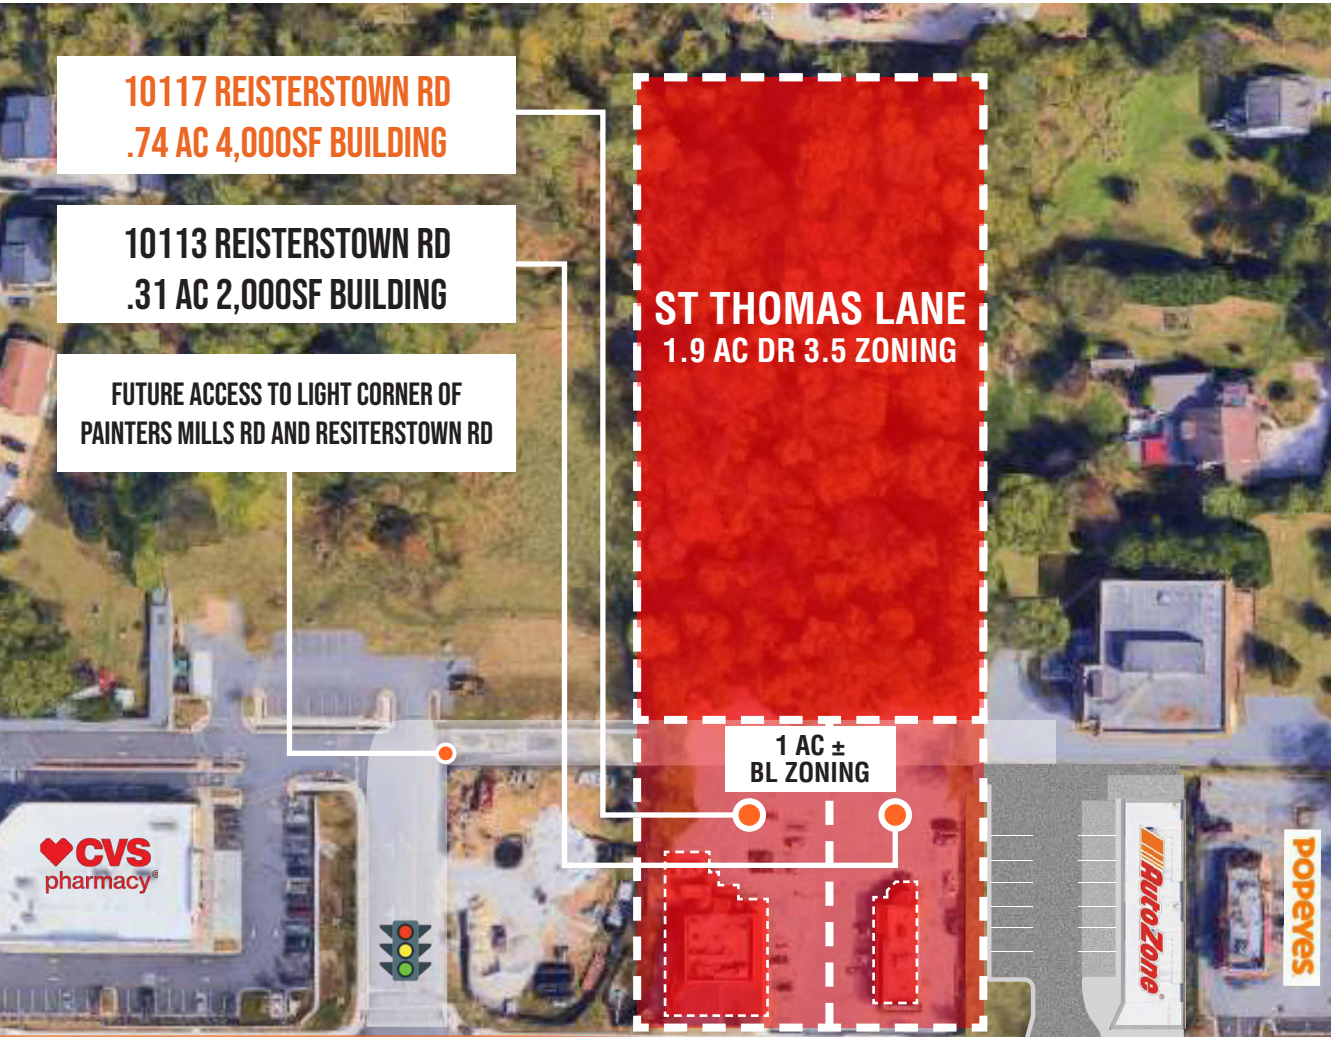 10117 REISTERSTOWN RD
.74 AC 4,000SF BUILDING
10113 REISTERSTOWN RD
.31 AC 2,000SF BUILDING
FUTURE ACCESS TO LIGHT CORNER OF
PAINTERS MILLS RD AND RESITERSTOWN RD
ST THOMAS LANE
1.9 AC DR 3.5 ZONING
1 AC ±
BL ZONING
CVS
pharmacy
AutoZone
POPEYES